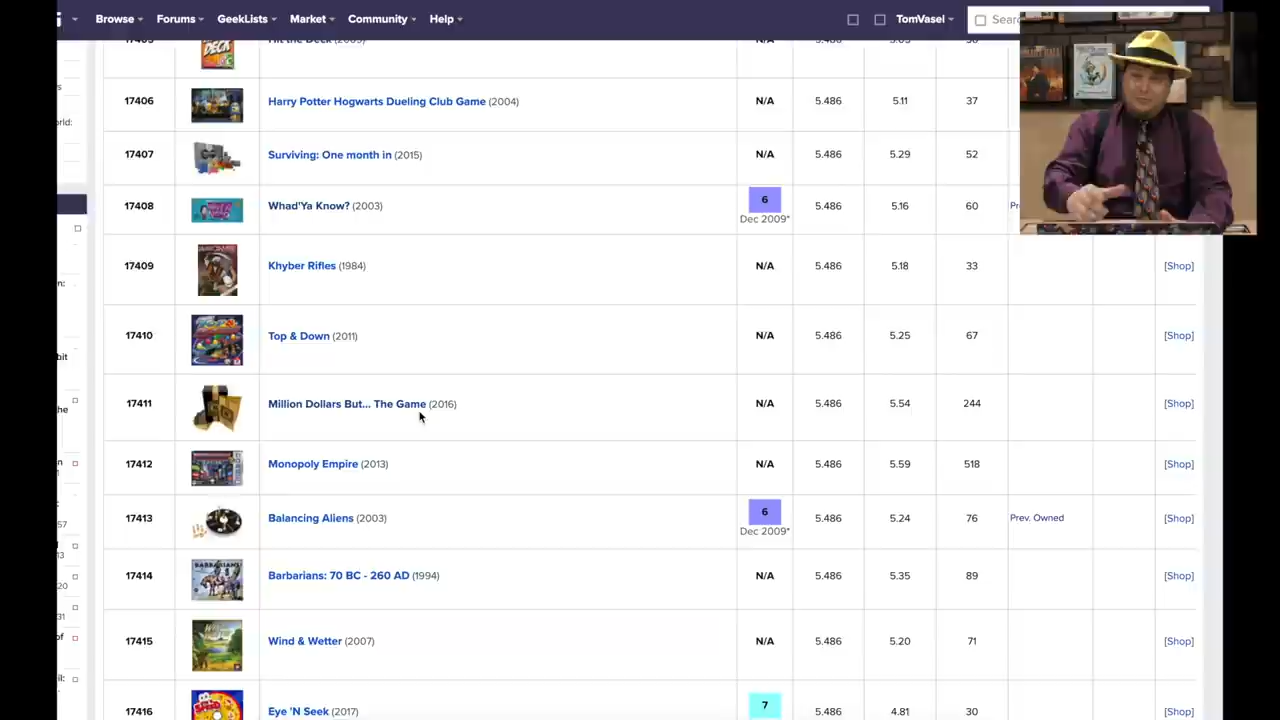 Browse Forums GeekLists Market Community Help TomVasel Sear
N/A 5.486
17406 Harry Potter Hogwarts Dueling Club Game (2004) N/A 5.486 5.11 37
17407 Surviving: One month in (2015) N/A 5.486 5.29 52
17408 Whad'Ya Know? (2003) 6 Dec 2009* 5.486 5.16 60 Pr
17409 Khyber Rifles (1984) N/A 5.486 5.18 33 [Shop]
17410 Top & Down (2011) N/A 5.486 5.25 67 [Shop]
17411 Million Dollars But... The Game (2016) N/A 5.486 5.54 244 [Shop]
17412 Monopoly Empire (2013) N/A 5.486 5.59 518 [Shop]
17413 Balancing Aliens (2003) 6 Dec 2009* 5.486 5.24 76 Prev. Owned [Shop]
17414 Barbarians: 70 BC - 260 AD (1994) N/A 5.486 5.35 89 [Shop]
17415 Wind & Wetter (2007) N/A 5.486 5.20 71 [Shop]
17416 Eye 'N Seek (2017) 7 5.486 4.81 30 [Shop]